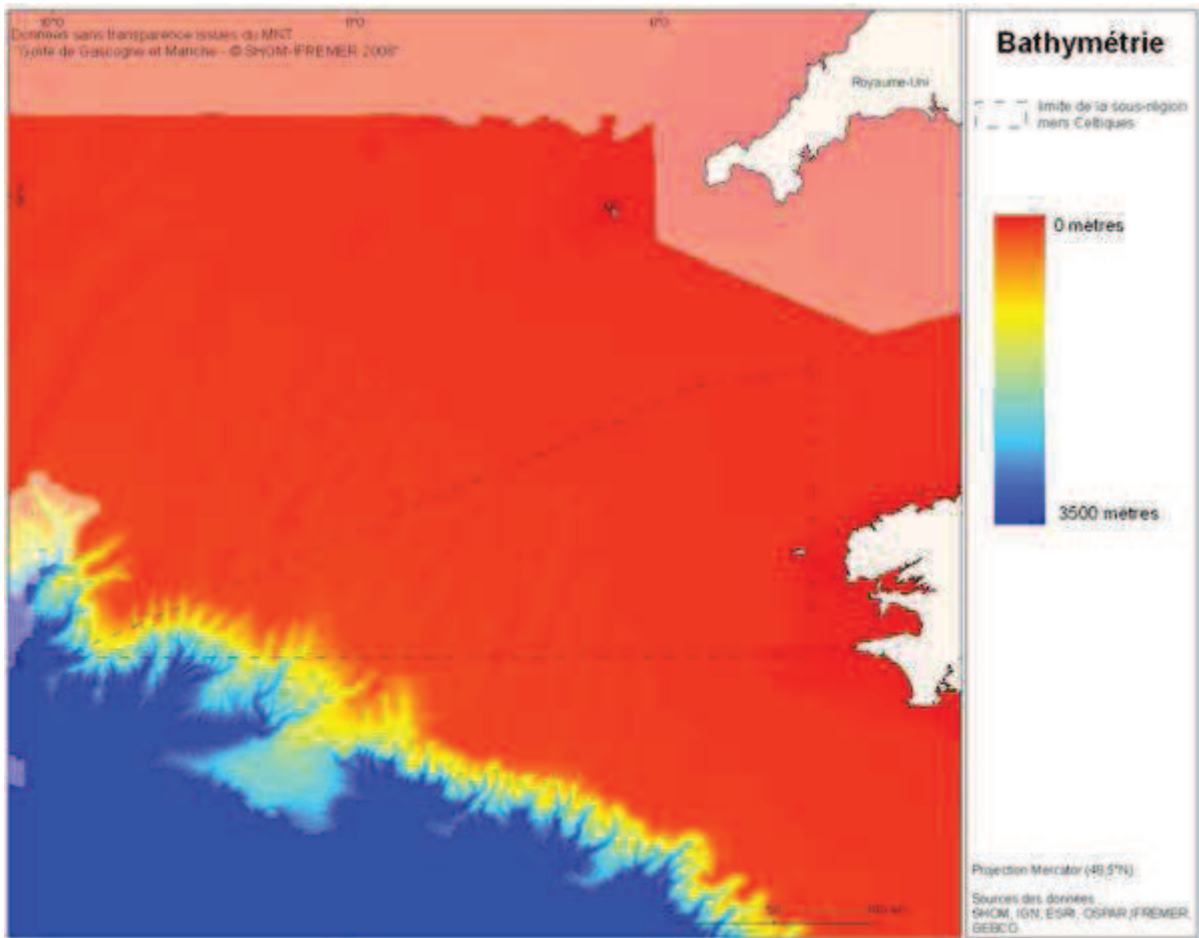 Données sans transparence issues du MNT
"Golfe de Gascogne et Manche - © SHOM-IFREMER 2008"
Royaume-Uni
Bathymétrie
limite de la sous-région
mers Celtiques
0 mètres
3500 mètres
Projection Mercator (48,5°N)
Sources des données
SHOM, IGN, ESRI, OSPAR, IFREMER,
GEBCO